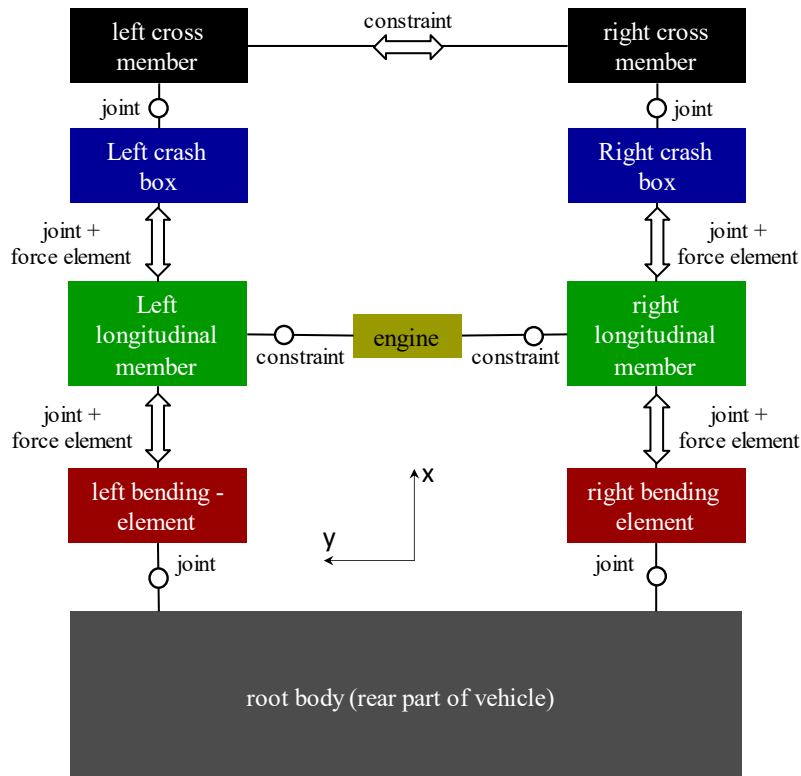 left cross
member
constraint
right cross
member
joint
joint
Left crash
box
Right crash
box
joint +
force element
joint +
force element
Left
longitudinal
member
constraint
engine
constraint
right
longitudinal
member
joint +
force element
joint +
force element
left bending -
element
x
y
right bending
element
joint
joint
root body (rear part of vehicle)